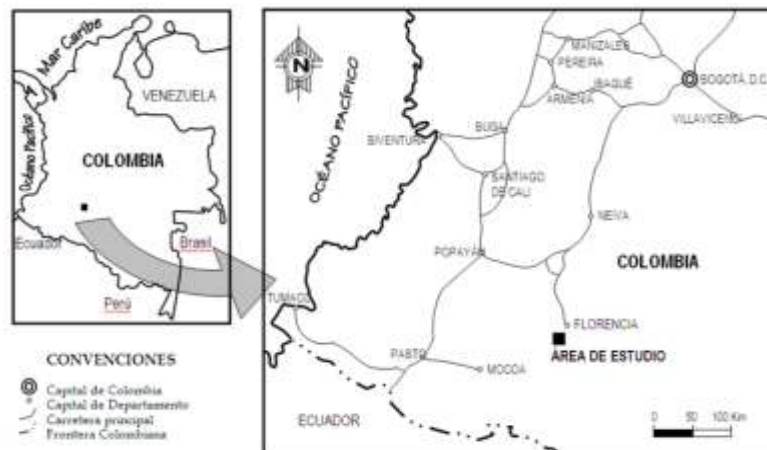 Mar Caribe
VENEZUELA
Océano Pacífico
COLOMBIA
Ecuador
Brasil
Perú
CONVENCIONES
Capital de Colombia
Capital de Departamento
Carretera principal
Frontera Colombiana
N
OCÉANO PACÍFICO
MANIZALES
PEREIRA
IBAGUÉ
ARMENIA
BOGOTÁ, D.C.
VILLAVICENO
B/VENTURA
BUGA
SANTIAGO
DE CALI
NEIVA
POPAYÁN
COLOMBIA
TUMACO
FLORENCIA
ÁREA DE ESTUDIO
PASTO
MOCOA
ECUADOR
0 50 100 Km